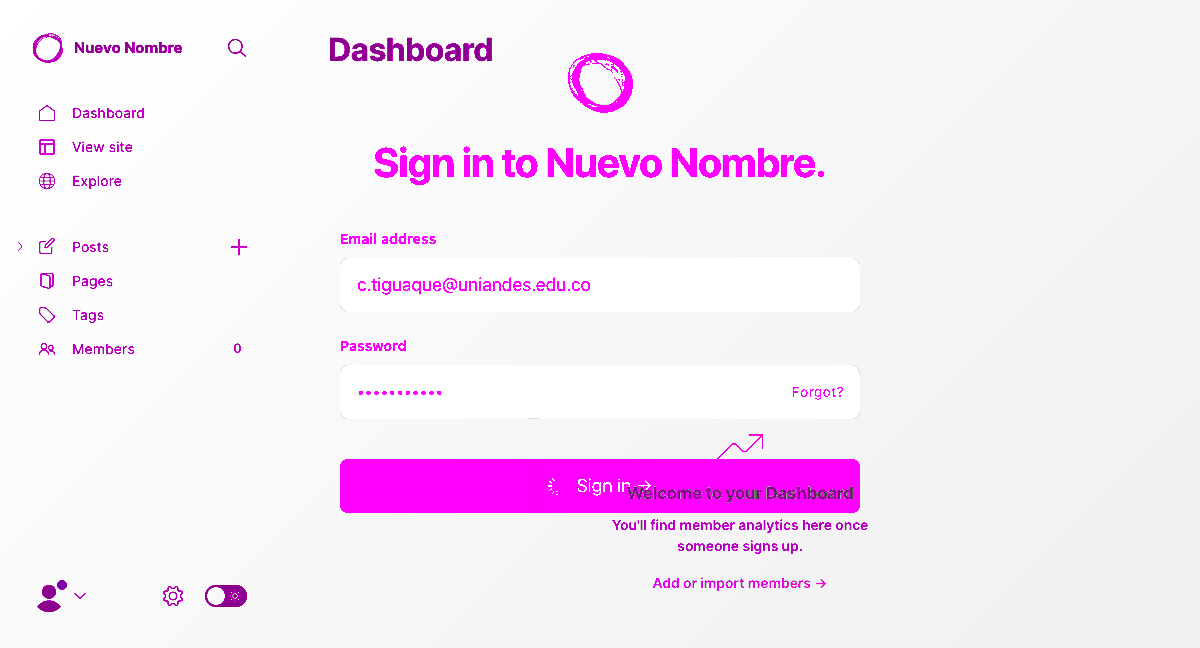 Nuevo Nombre
Dashboard
View site
Explore
Posts
Pages
Tags
Members 0
Dashboard
Sign in to Nuevo Nombre.
Email address
c.tiguaque@uniandes.edu.co
Password
Forgot?
Sign in →
Welcome to your Dashboard
You'll find member analytics here once
someone signs up.
Add or import members →